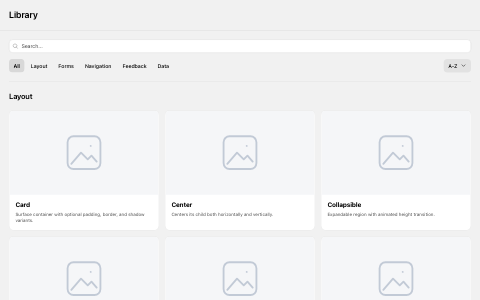 Library
Search...
All Layout Forms Navigation Feedback Data A-Z
Layout
Card
Surface container with optional padding, border, and shadow
variants.
Center
Centers its child both horizontally and vertically.
Collapsible
Expandable region with animated height transition.